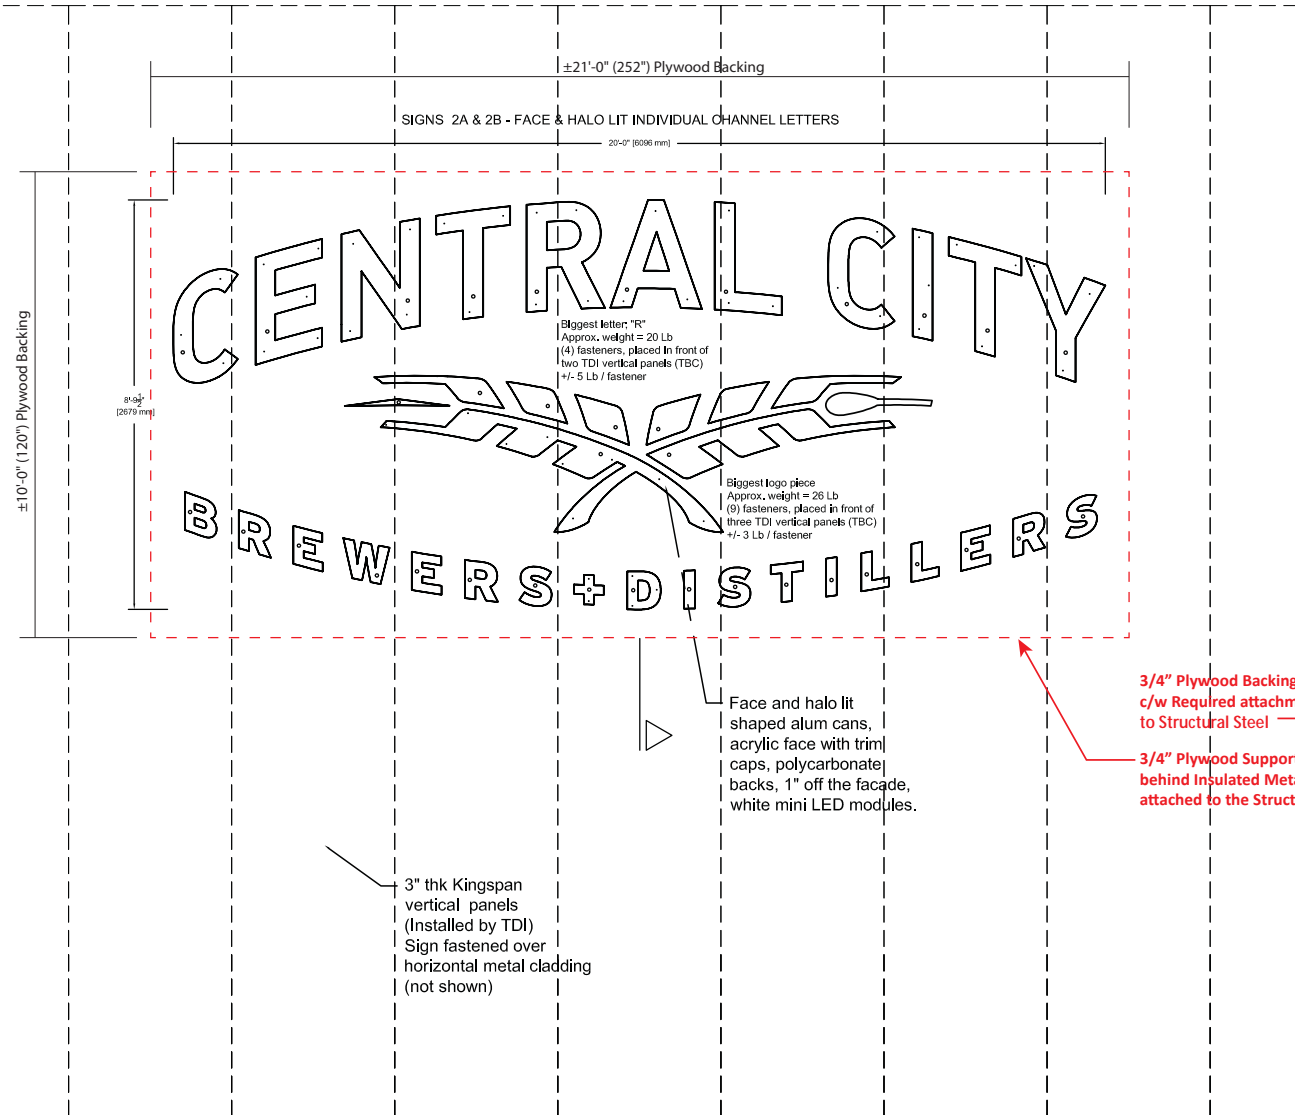 ±21'-0" (252") Plywood Backing
SIGNS 2A & 2B - FACE & HALO LIT INDIVIDUAL CHANNEL LETTERS
20'-0" [6096 mm]
±10'-0" (120") Plywood Backing
8'-9½"
[2679 mm]
CENTRAL CITY
Biggest letter; "R"
Approx. weight = 20 Lb
(4) fasteners, placed in front of
two TDI vertical panels (TBC)
+/- 5 Lb / fastener
Biggest logo piece
Approx. weight = 26 Lb
(9) fasteners, placed in front of
three TDI vertical panels (TBC)
+/- 3 Lb / fastener
BREWERS+DISTILLERS
3/4” Plywood Backing
c/w Required attachm
to Structural Steel
3/4” Plywood Suppor
behind Insulated Meta
attached to the Struct
Face and halo lit
shaped alum cans,
acrylic face with trim
caps, polycarbonate
backs, 1" off the facade,
white mini LED modules.
3" thk Kingspan
vertical panels
(Installed by TDI)
Sign fastened over
horizontal metal cladding
(not shown)